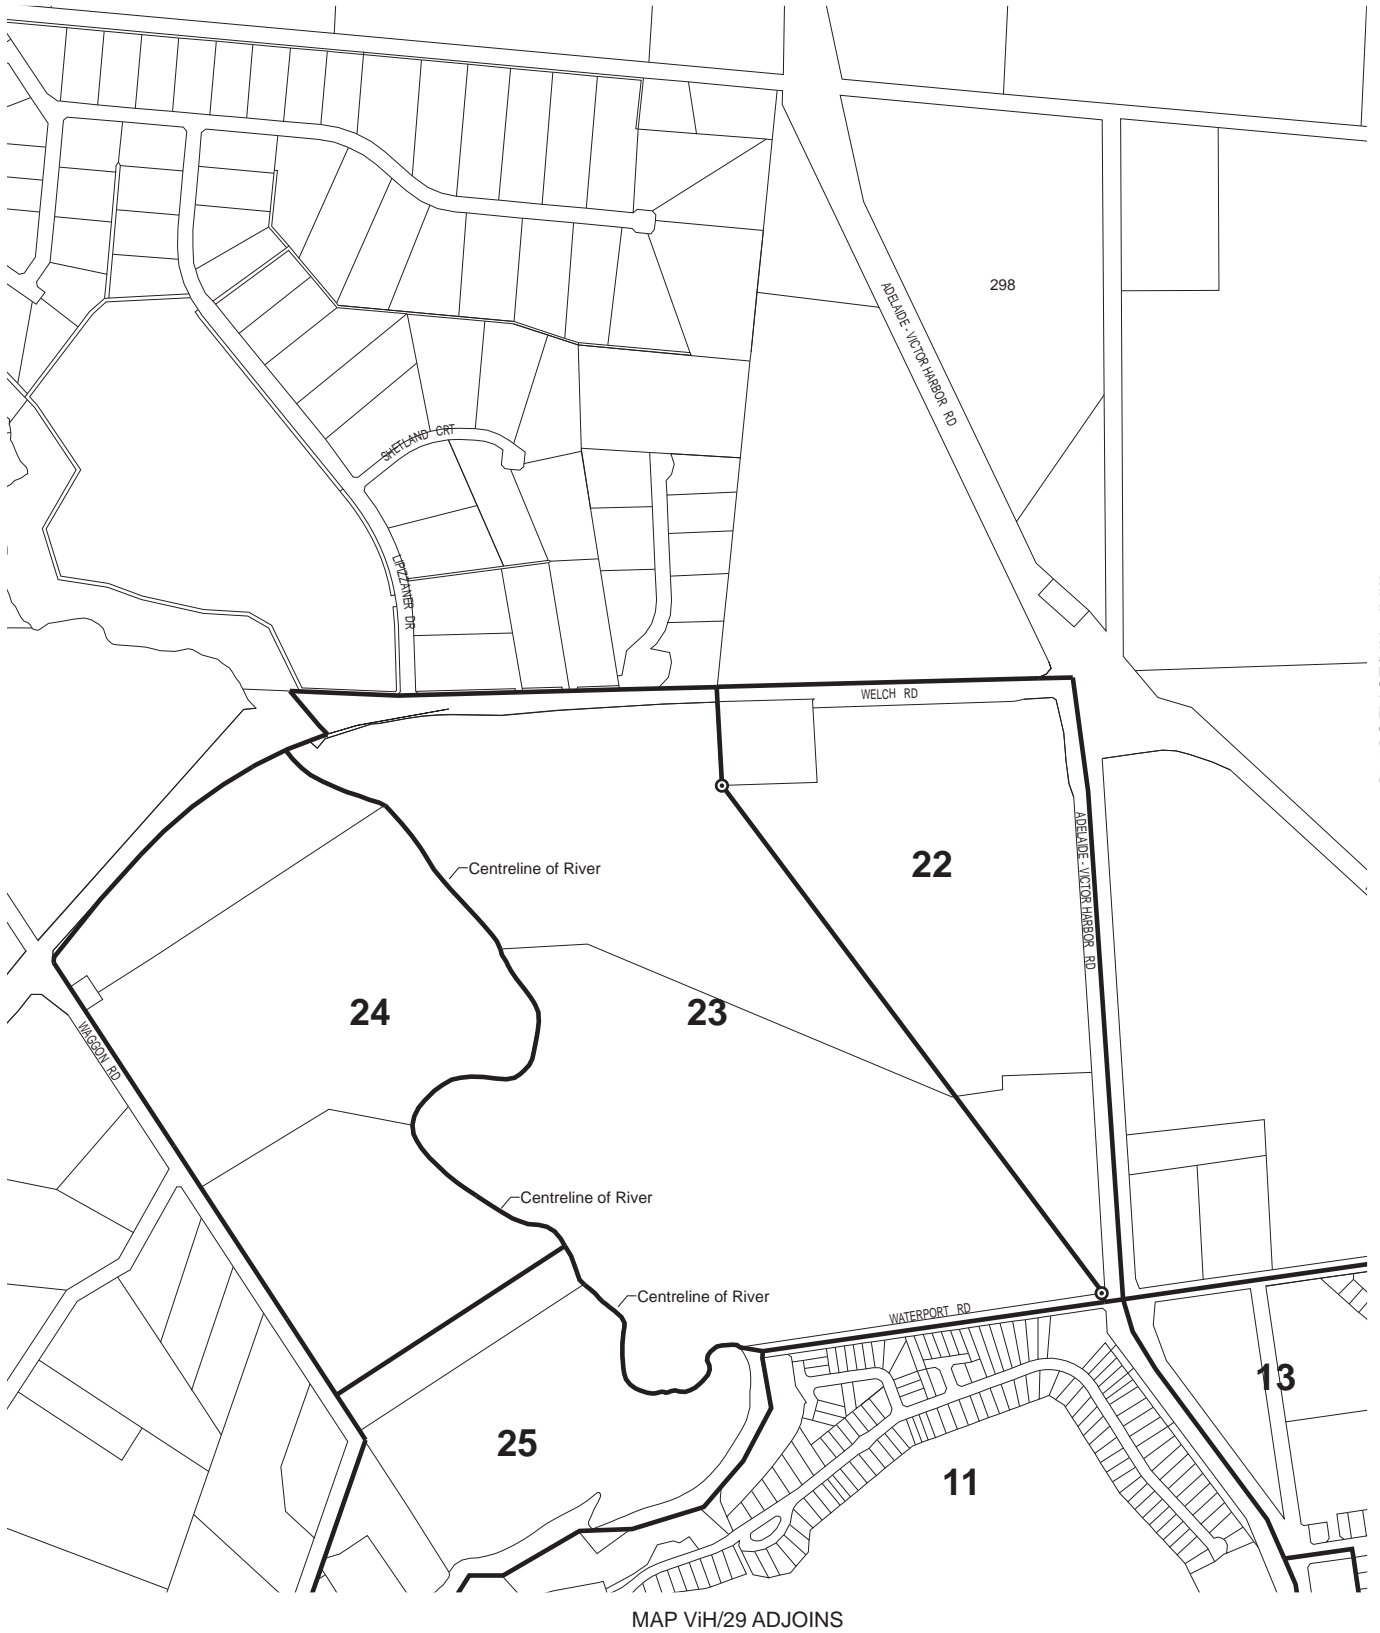 298
ADELAIDE - VICTOR HARBOR RD
SHETLAND CRT
LIPIZZANER DR
WELCH RD
22
Centreline of River
ADELAIDE - VICTOR HARBOR RD
24
23
WAGGON RD
Centreline of River
Centreline of River
WATERPORT RD
13
25
11
MAP ViH/29 ADJOINS